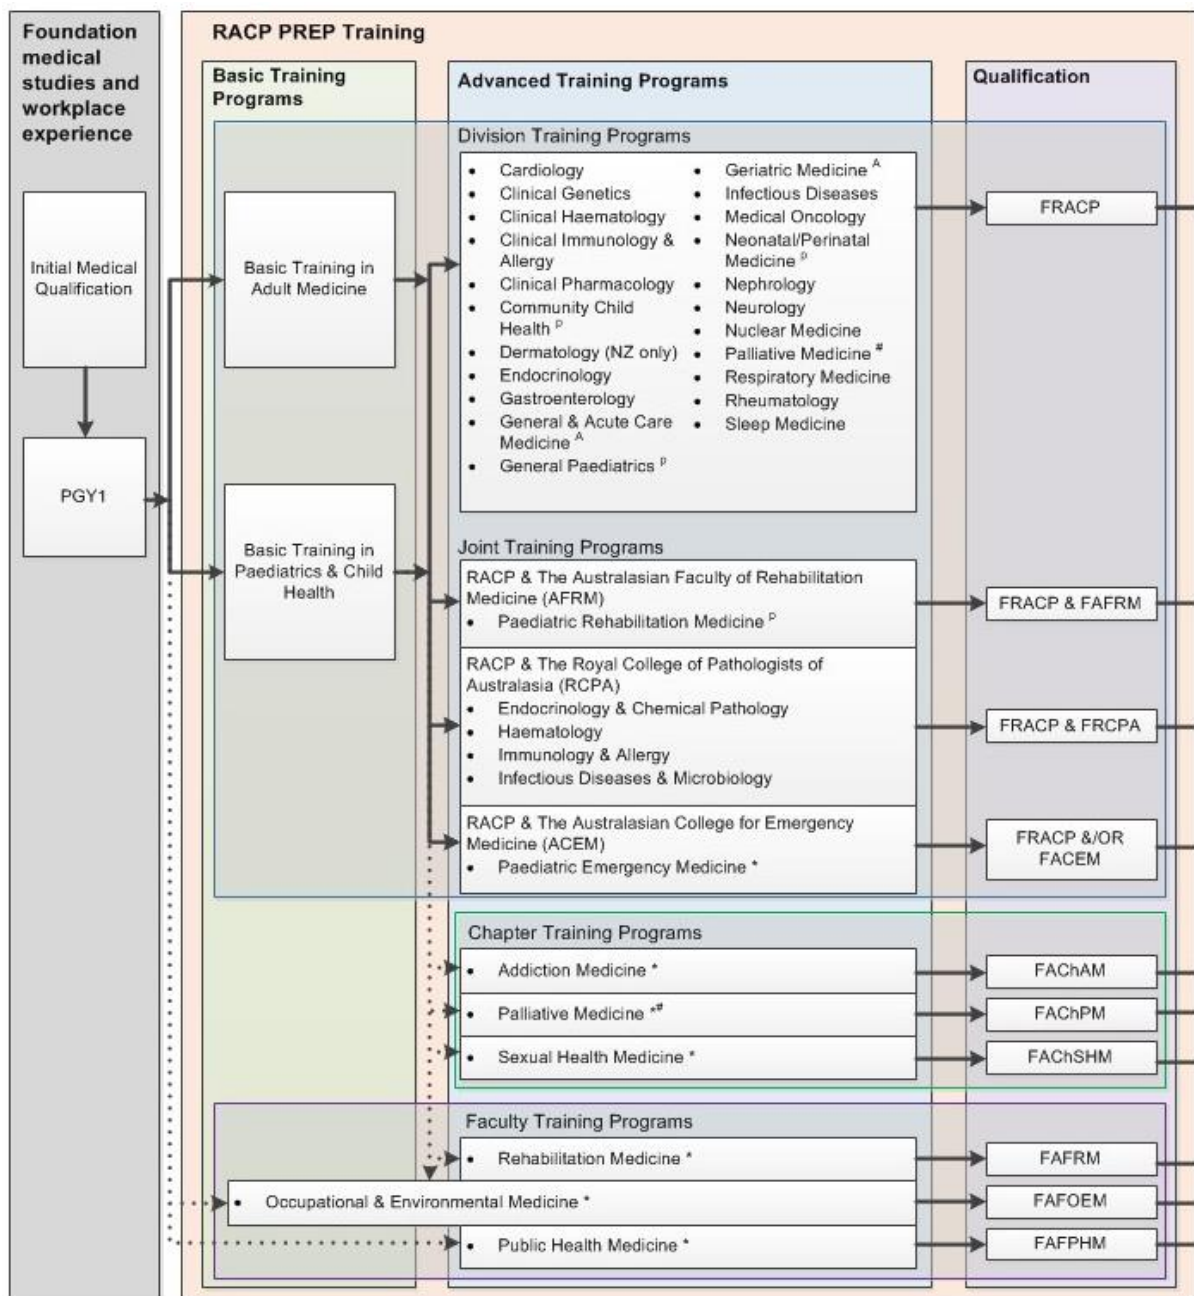 Foundation
medical
studies and
workplace
experience
Initial Medical
Qualification
PGY1
RACP PREP Training
Basic Training
Programs
Basic Training in
Adult Medicine
Basic Training in
Paediatrics & Child
Health
Advanced Training Programs
Division Training Programs
• Cardiology
• Clinical Genetics
• Clinical Haematology
• Clinical Immunology &
Allergy
• Clinical Pharmacology
• Community Child
Health p
• Dermatology (NZ only)
• Endocrinology
• Gastroenterology
• General & Acute Care
Medicine A
• General Paediatrics p
• Geriatric Medicine A
• Infectious Diseases
• Medical Oncology
• Neonatal/Perinatal
Medicine p
• Nephrology
• Neurology
• Nuclear Medicine
• Palliative Medicine #
• Respiratory Medicine
• Rheumatology
• Sleep Medicine
Joint Training Programs
RACP & The Australasian Faculty of Rehabilitation
Medicine (AFRM)
• Paediatric Rehabilitation Medicine p
RACP & The Royal College of Pathologists of
Australasia (RCPA)
• Endocrinology & Chemical Pathology
• Haematology
• Immunology & Allergy
• Infectious Diseases & Microbiology
RACP & The Australasian College for Emergency
Medicine (ACEM)
• Paediatric Emergency Medicine *
Chapter Training Programs
• Addiction Medicine *
• Palliative Medicine *#
• Sexual Health Medicine *
Faculty Training Programs
• Rehabilitation Medicine *
• Occupational & Environmental Medicine *
• Public Health Medicine *
Qualification
FRACP
FRACP & FAFRM
FRACP & FRCPA
FRACP &/OR
FACEM
FAChAM
FAChPM
FAChSHM
FAFRM
FAFOEM
FAFPHM